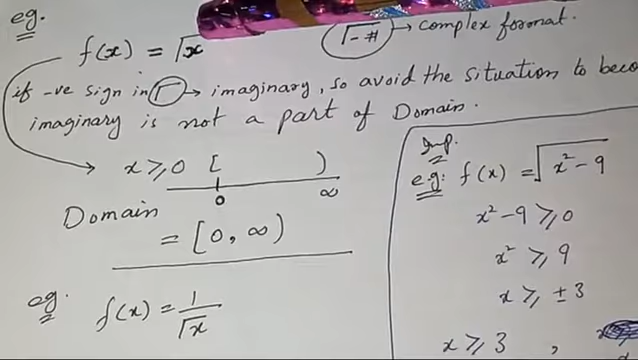 eg.
f(x) = √x
√-# → complex format.
if -ve sign in √ → imaginary, so avoid the situation to beco
imaginary is not a part of Domain.
x ≥ 0 [ )
0 ∞
Domain
= [0, ∞)
eg. f(x) = 1/√x
Imp.
e.g: f(x) = √x² - 9
x² - 9 ≥ 0
x² ≥ 9
x ≥ ± 3
x ≥ 3 ,